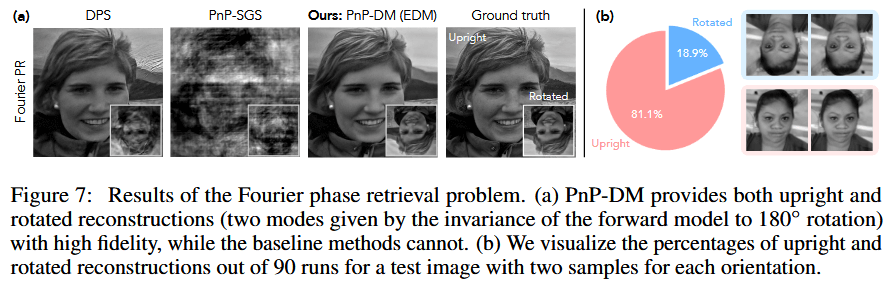 (a) DPS PnP-SGS Ours: PnP-DM (EDM) Ground truth (b)
Fourier PR
Upright
Rotated
Rotated
18.9%
81.1%
Upright
Figure 7: Results of the Fourier phase retrieval problem. (a) PnP-DM provides both upright and
rotated reconstructions (two modes given by the invariance of the forward model to 180° rotation)
with high fidelity, while the baseline methods cannot. (b) We visualize the percentages of upright and
rotated reconstructions out of 90 runs for a test image with two samples for each orientation.